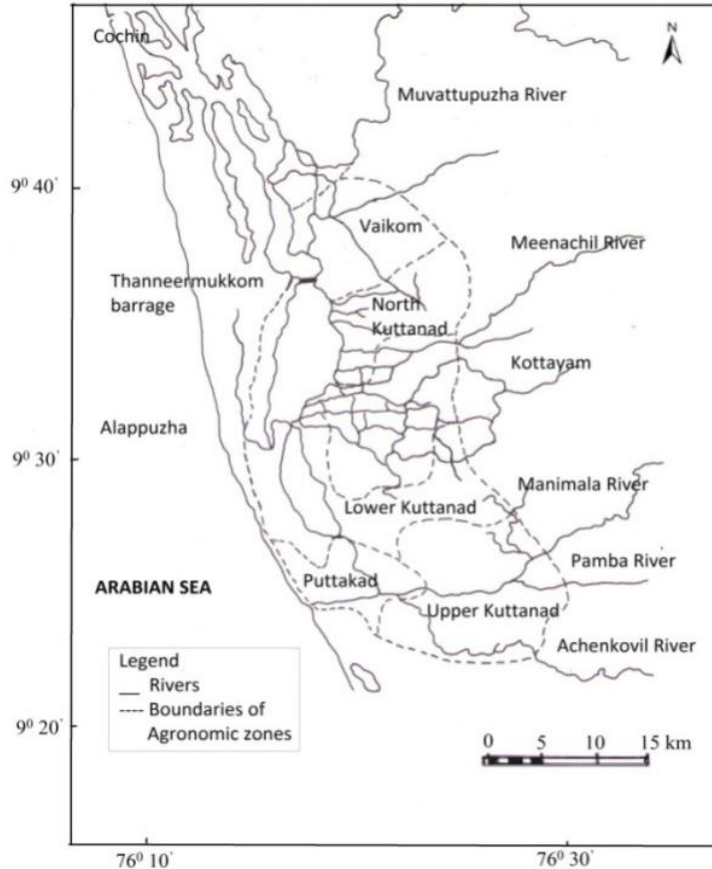 Cochin
N
Muvattupuzha River
9⁰ 40'
Vaikom
Meenachil River
Thanneermukkom
barrage
North
Kuttanad
Kottayam
Alappuzha
9⁰ 30'
Manimala River
Lower Kuttanad
Pamba River
Puttakad
ARABIAN SEA
Upper Kuttanad
Achenkovil River
Legend
Rivers
Boundaries of
Agronomic zones
9⁰ 20'
0 5 10 15 km
76⁰ 10'
76⁰ 30'